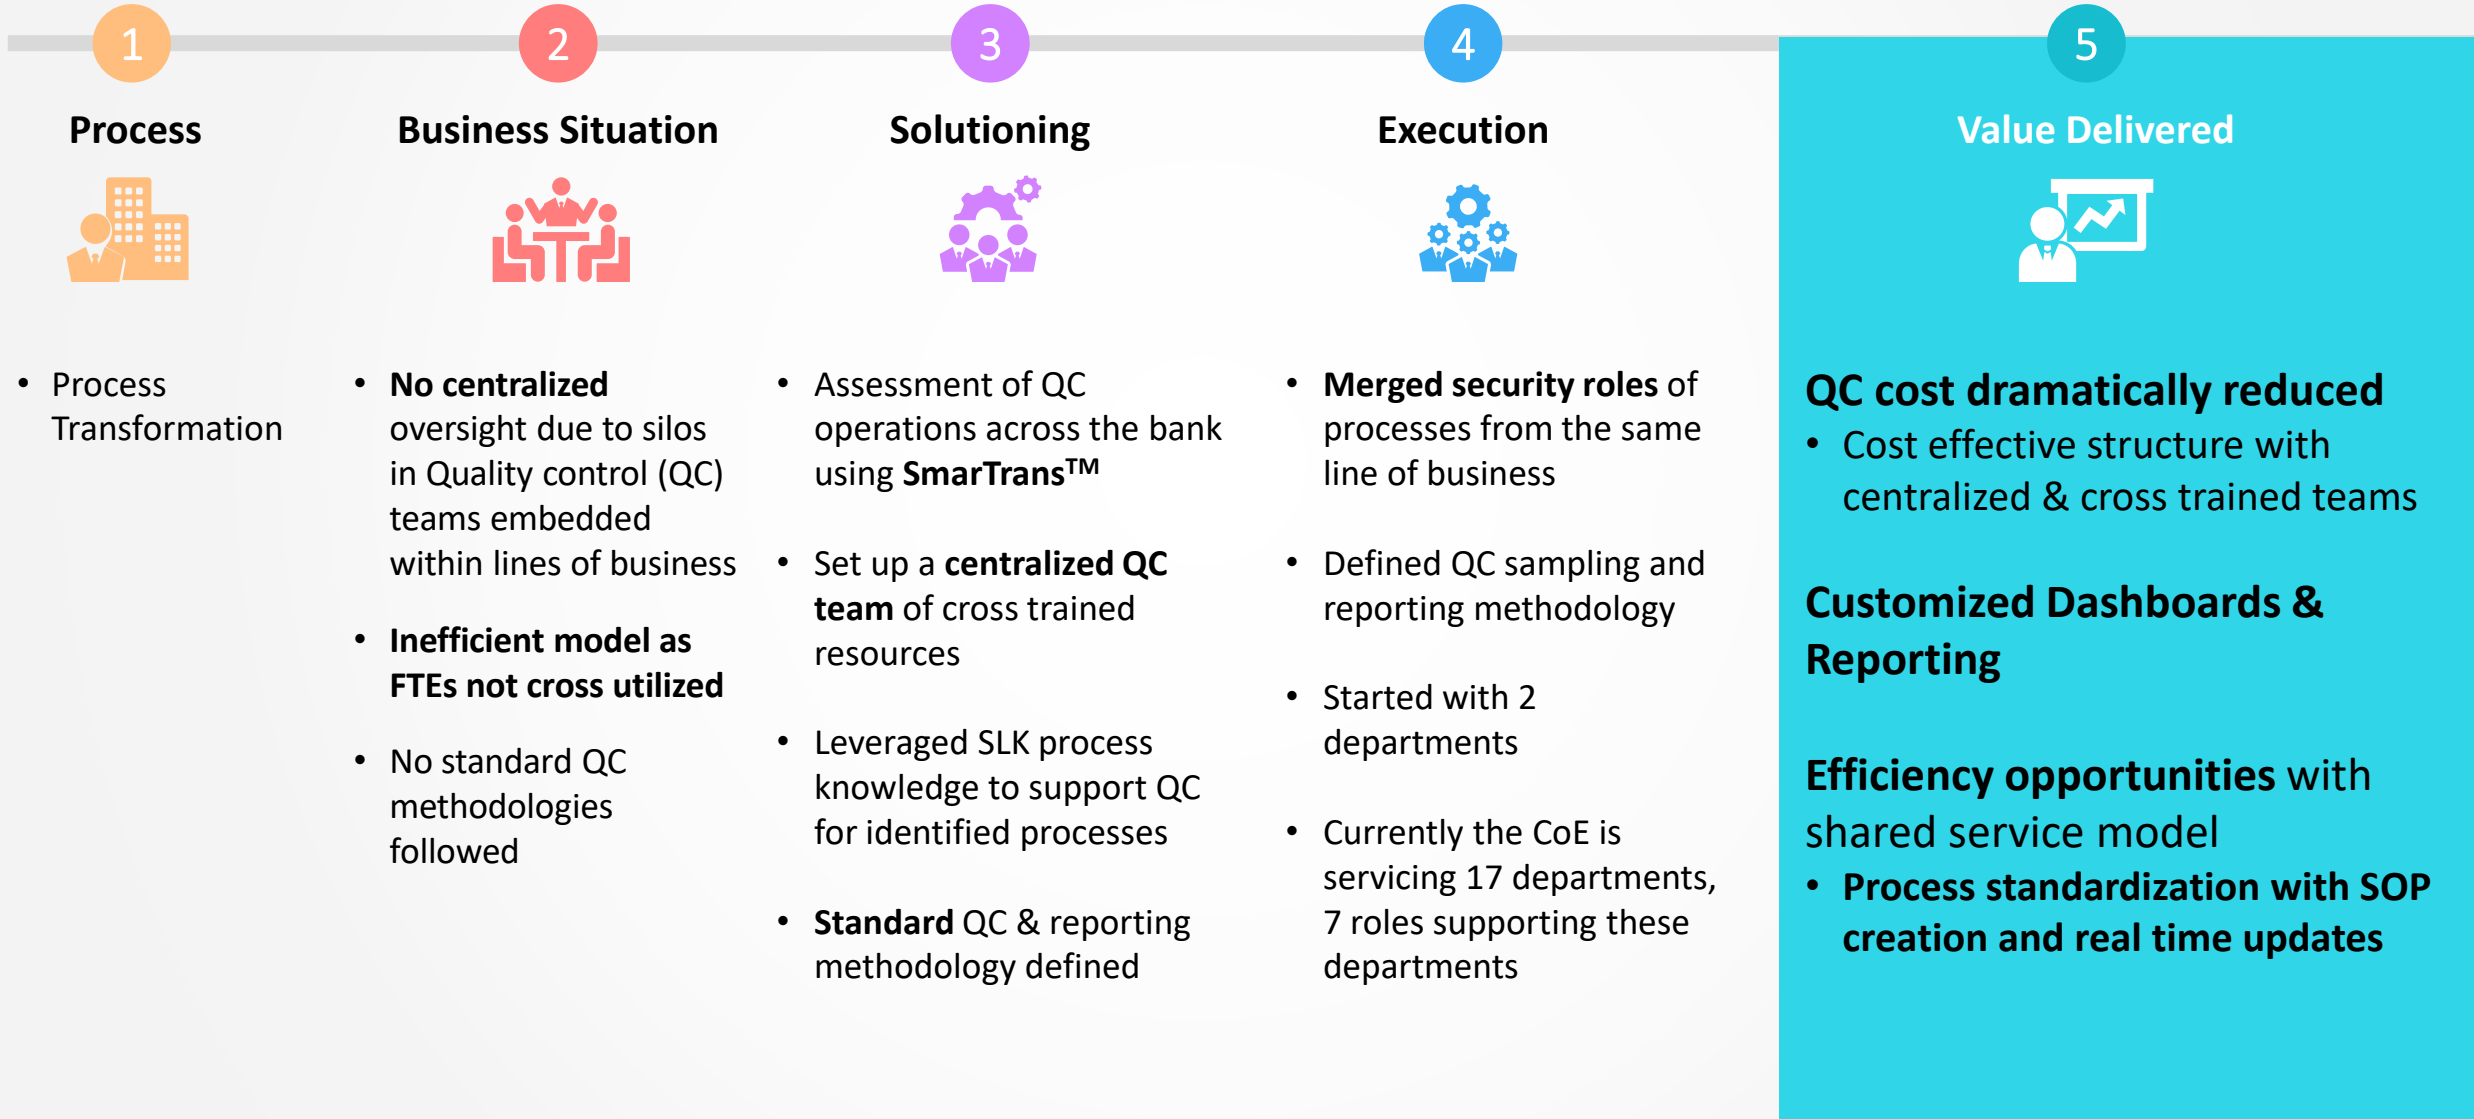 1
Process
• Process
Transformation
2
Business Situation
• No centralized
oversight due to silos
in Quality control (QC)
teams embedded
within lines of business
• Inefficient model as
FTEs not cross utilized
• No standard QC
methodologies
followed
3
Solutioning
• Assessment of QC
operations across the bank
using SmarTrans™
• Set up a centralized QC
team of cross trained
resources
• Leveraged SLK process
knowledge to support QC
for identified processes
• Standard QC & reporting
methodology defined
4
Execution
• Merged security roles of
processes from the same
line of business
• Defined QC sampling and
reporting methodology
• Started with 2
departments
• Currently the CoE is
servicing 17 departments,
7 roles supporting these
departments
5
Value Delivered
QC cost dramatically reduced
• Cost effective structure with
centralized & cross trained teams
Customized Dashboards &
Reporting
Efficiency opportunities with
shared service model
• Process standardization with SOP
creation and real time updates